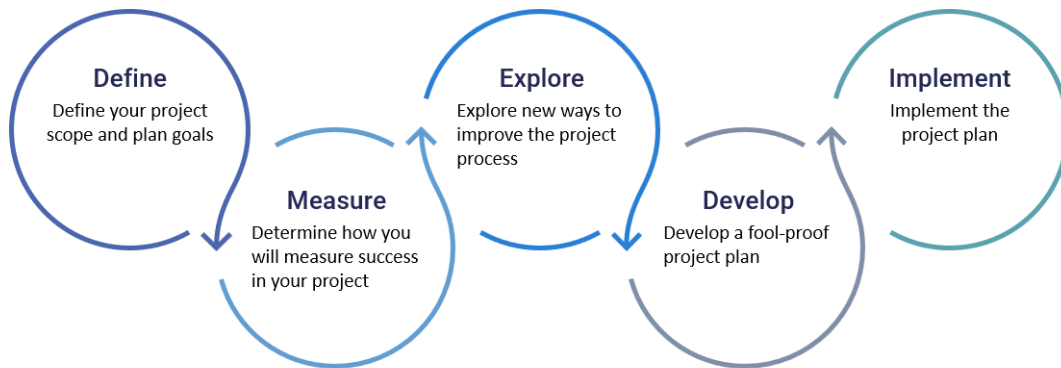 Define
Define your project
scope and plan goals
Measure
Determine how you
will measure success
in your project
Explore
Explore new ways to
improve the project
process
Develop
Develop a fool-proof
project plan
Implement
Implement the
project plan